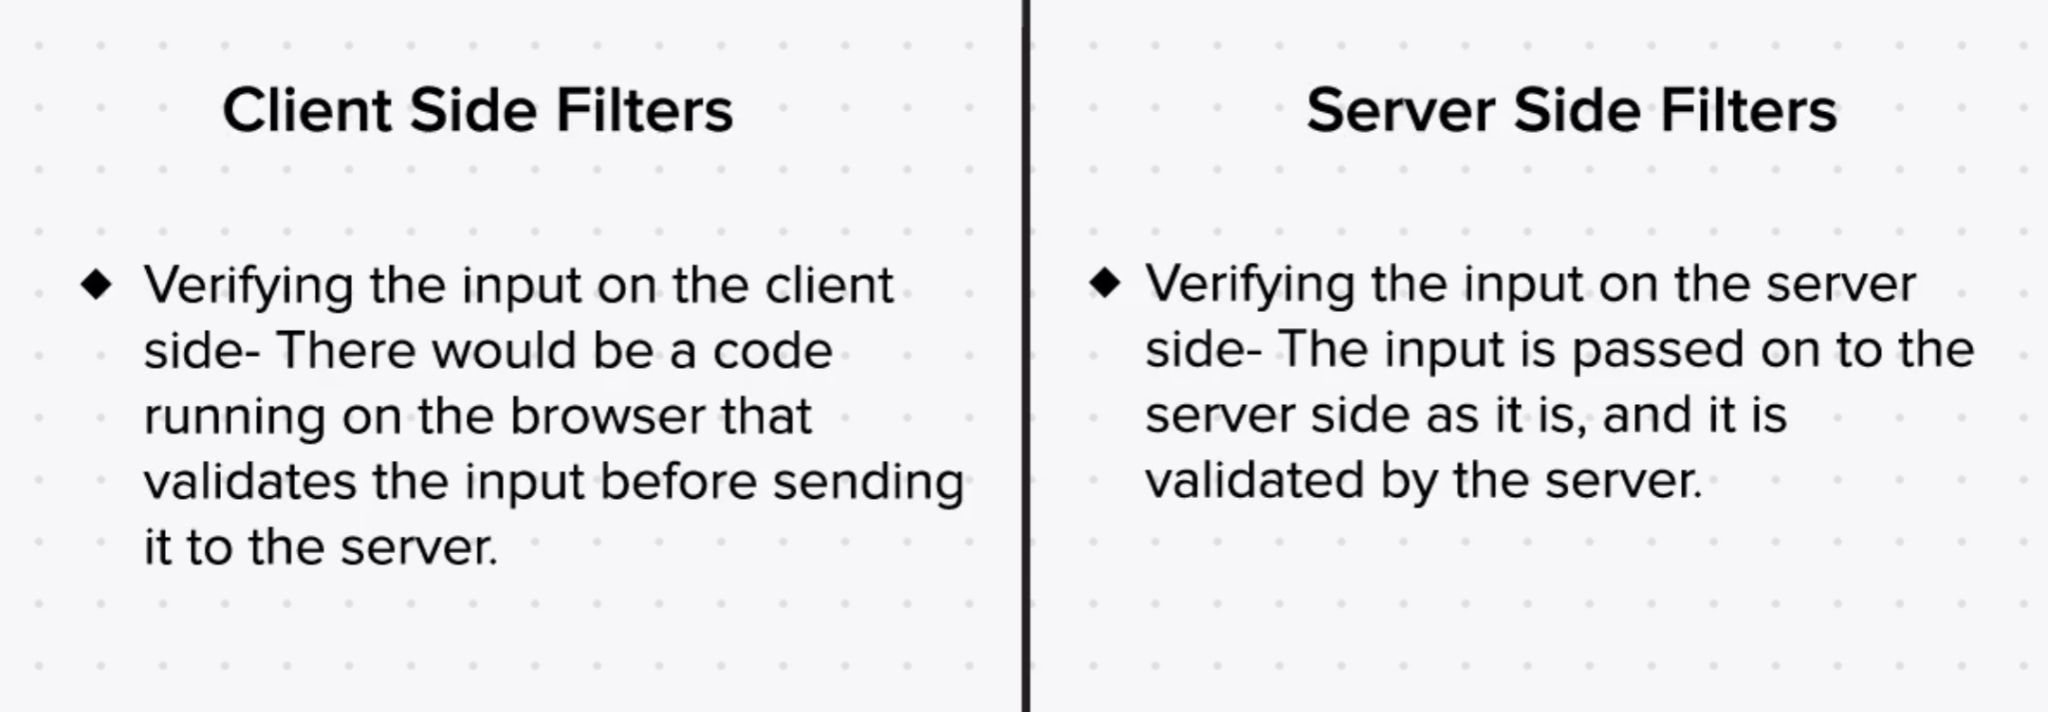 Client Side Filters
◆ Verifying the input on the client
side- There would be a code
running on the browser that
validates the input before sending
it to the server.
Server Side Filters
◆ Verifying the input on the server
side- The input is passed on to the
server side as it is, and it is
validated by the server.